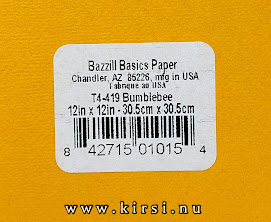 Bazzill Basics Paper
Chandler, AZ 85226, mfg in USA
Fabrique au USA
T4-419 Bumblebee
12in x 12in - 30.5cm x 30.5cm
8 42715 01015 4
www.kirsi.nu